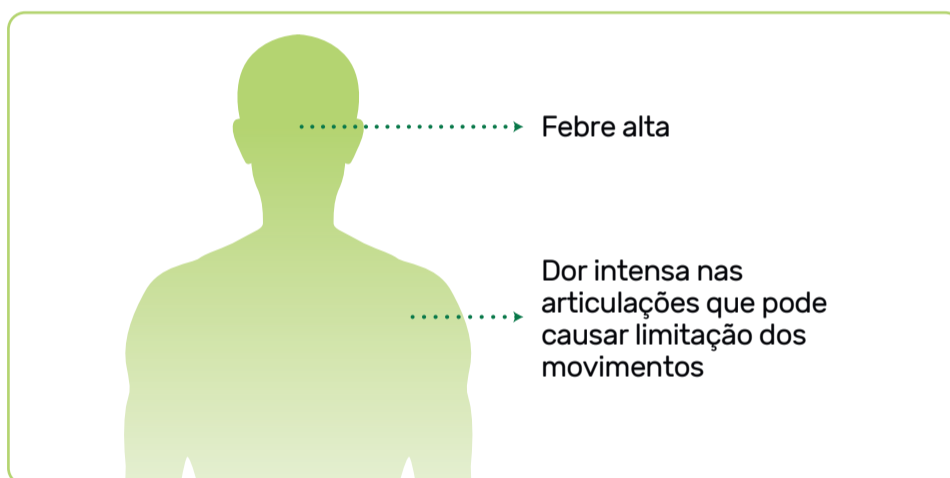 Febre alta
Dor intensa nas
articulações que pode
causar limitação dos
movimentos